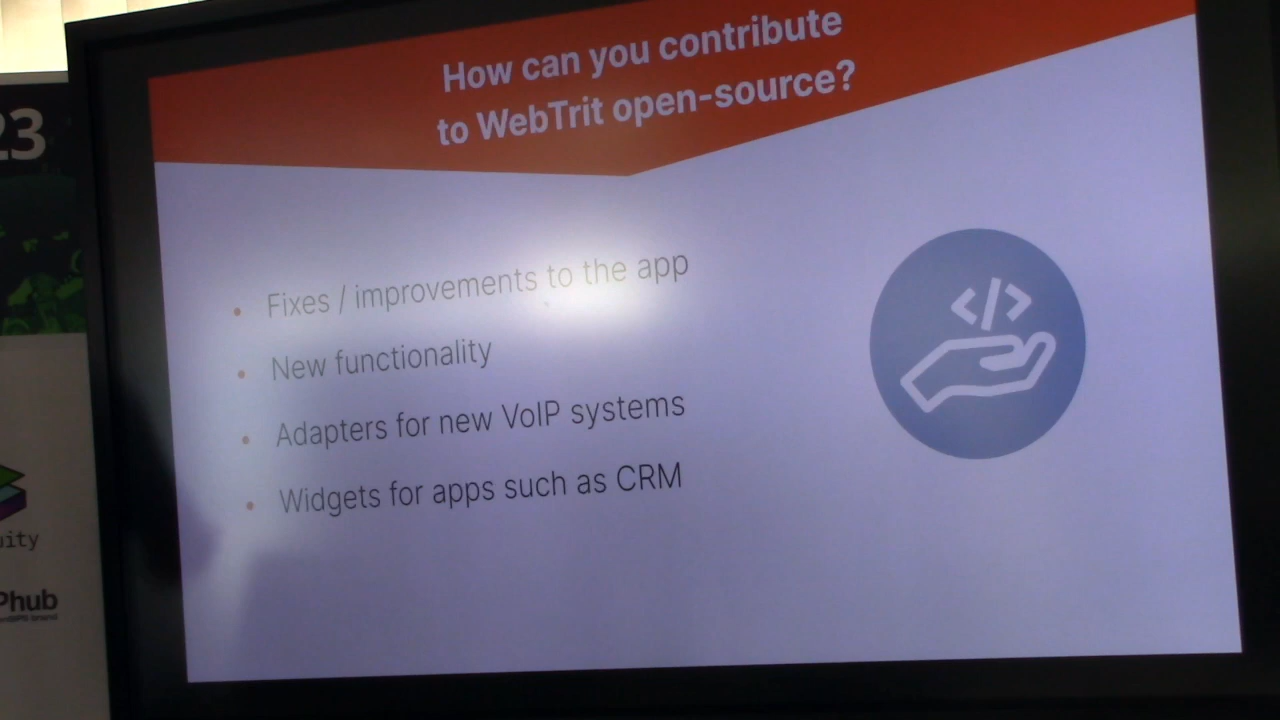 How can you contribute
to WebTrit open-source?
• Fixes / improvements to the app
• New functionality
• Adapters for new VoIP systems
• Widgets for apps such as CRM
</>
23
uity
Phub